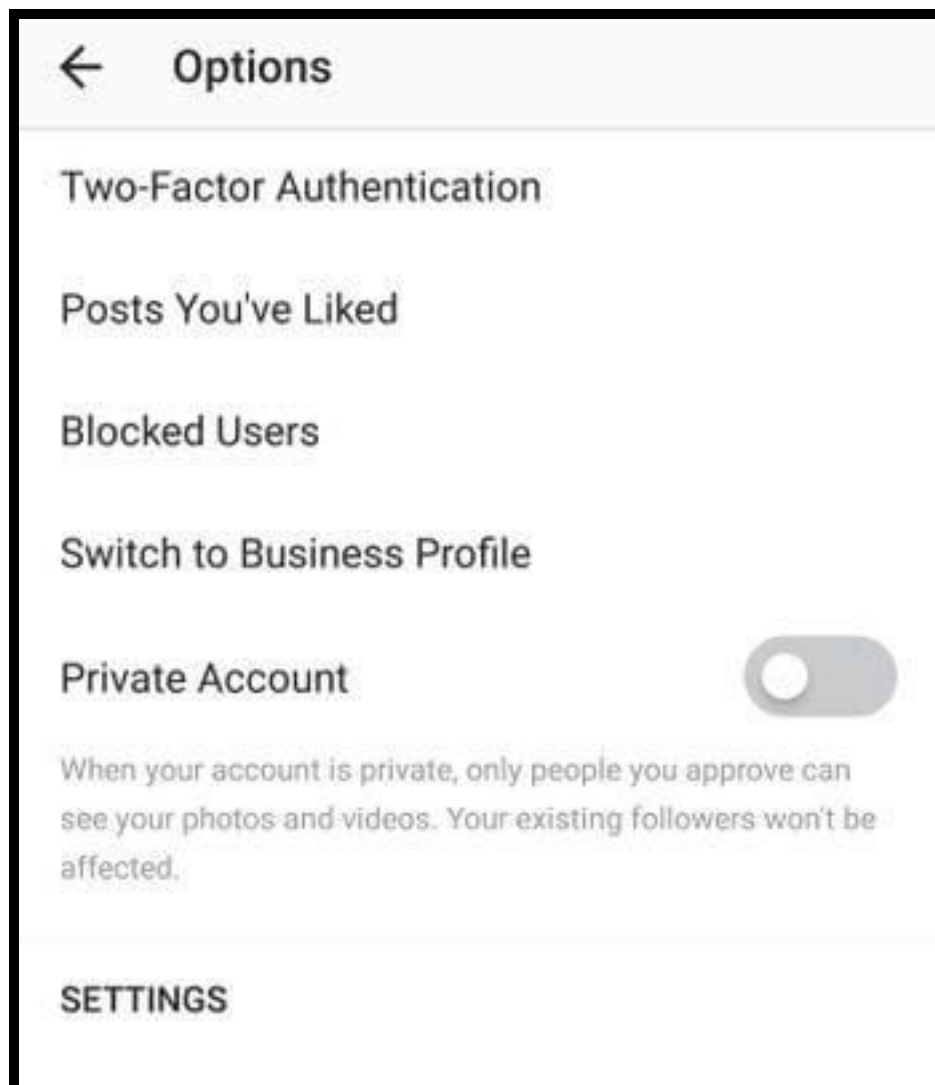 Options
Two-Factor Authentication
Posts You've Liked
Blocked Users
Switch to Business Profile
Private Account
When your account is private, only people you approve can
see your photos and videos. Your existing followers won't be
affected.
SETTINGS